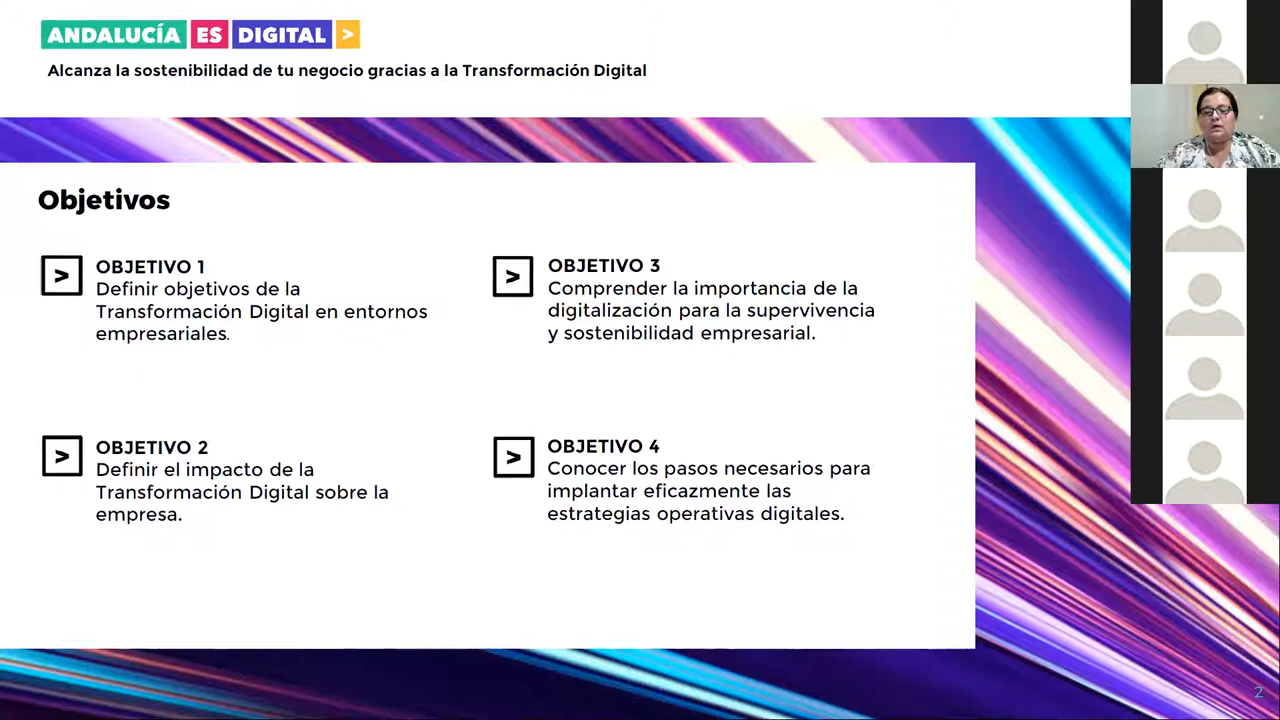 ANDALUCÍA ES DIGITAL >
Alcanza la sostenibilidad de tu negocio gracias a la Transformación Digital
Objetivos
> OBJETIVO 1
Definir objetivos de la
Transformación Digital en entornos
empresariales.
> OBJETIVO 2
Definir el impacto de la
Transformación Digital sobre la
empresa.
> OBJETIVO 3
Comprender la importancia de la
digitalización para la supervivencia
y sostenibilidad empresarial.
> OBJETIVO 4
Conocer los pasos necesarios para
implantar eficazmente las
estrategias operativas digitales.
2